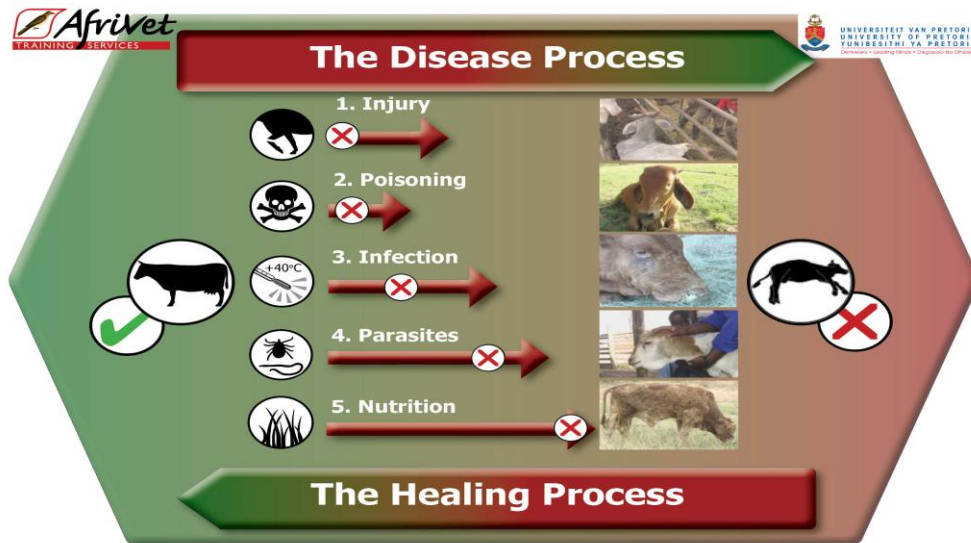 AfriVet
TRAINING SERVICES
UNIVERSITEIT VAN PRETORIA
UNIVERSITY OF PRETORIA
YUNIBESITHI YA PRETORIA
The Disease Process
1. Injury
2. Poisoning
3. Infection
+40°C
4. Parasites
5. Nutrition
The Healing Process